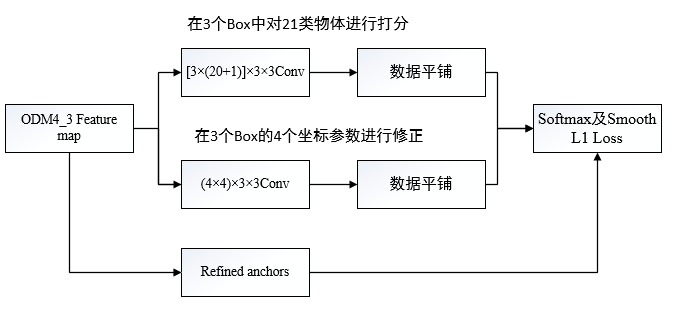 在3个Box中对21类物体进行打分
[3×(20+1)]×3×3Conv
数据平铺
ODM4_3 Feature
map
Softmax及Smooth
L1 Loss
在3个Box的4个坐标参数进行修正
(4×4)×3×3Conv
数据平铺
Refined anchors